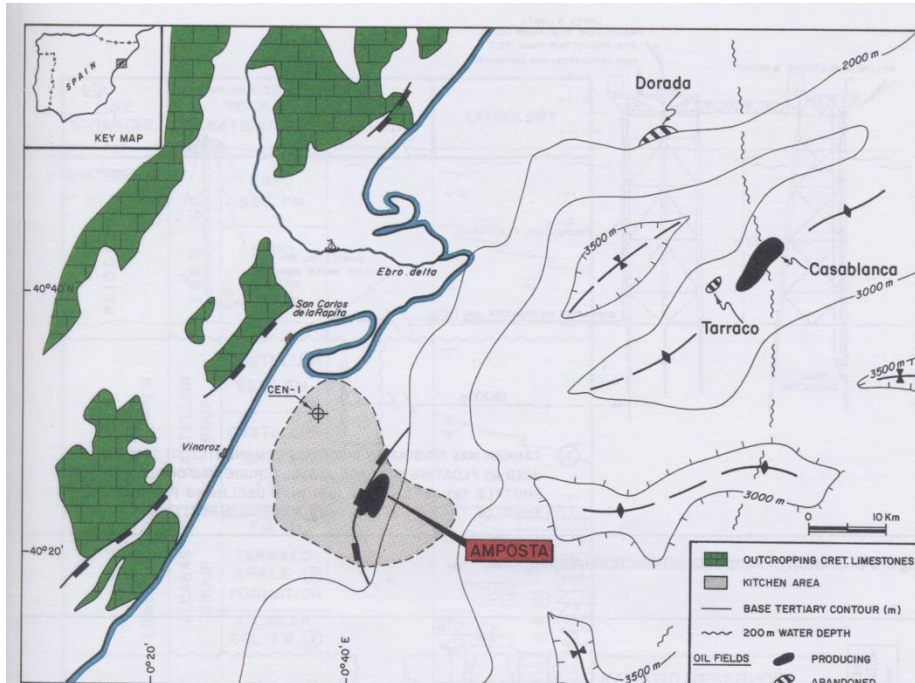 SPAIN
KEY MAP
2000 m
Dorada
3500 m
Casablanca
Tarraco
3000 m
Ebro delta
40°40'N
San Carlos
de la Rapita
CEN-1
3500 m
Vinaroz
3000 m
0 10 Km
40°20'
AMPOSTA
OUTCROPPING CRET. LIMESTONES
KITCHEN AREA
BASE TERTIARY CONTOUR (m)
200 m WATER DEPTH
OIL FIELDS
PRODUCING
ABANDONED
0°20'
0°40' E
3500 m